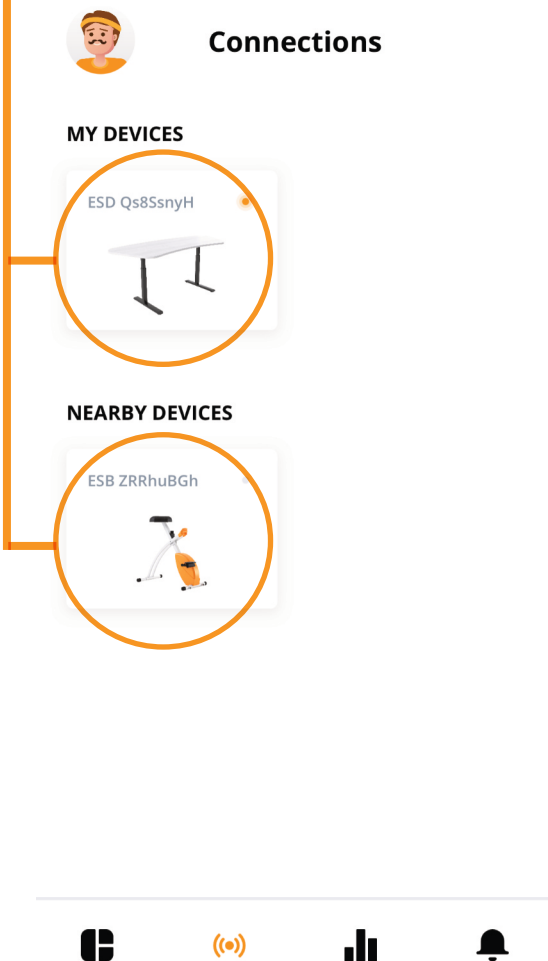 Connections
MY DEVICES
ESD Qs8SsnyH
NEARBY DEVICES
ESB ZRRhuBGh